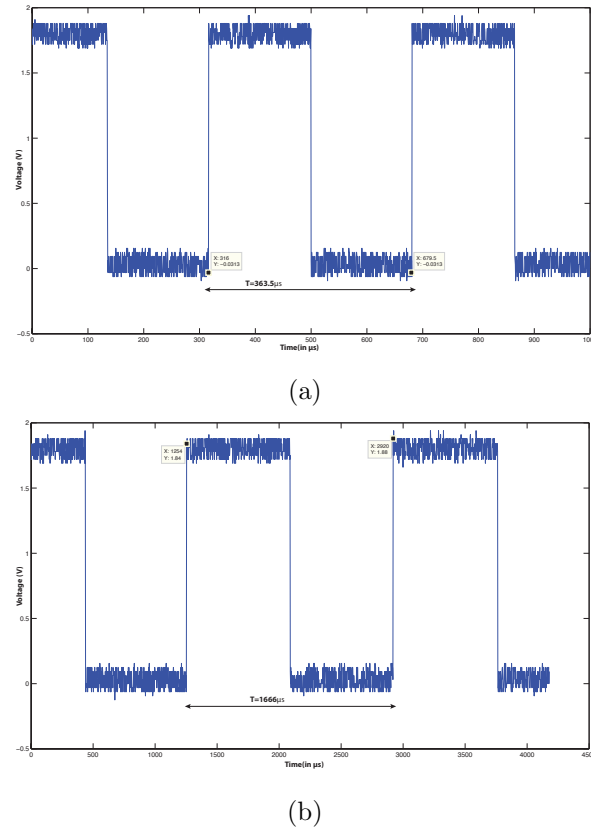 2
1.5
1
0.5
0
-0.5
Voltage (V)
X: 316
Y: -0.0313
X: 679.5
Y: -0.0313
T=363.5µs
0 100 200 300 400 500 600 700 800 900 1000
Time(in µs)
(a)
2
1.5
1
0.5
0
-0.5
Voltage (V)
X: 1254
Y: 1.84
X: 2920
Y: 1.88
T=1666µs
0 500 1000 1500 2000 2500 3000 3500 4000 4500
Time(in µs)
(b)